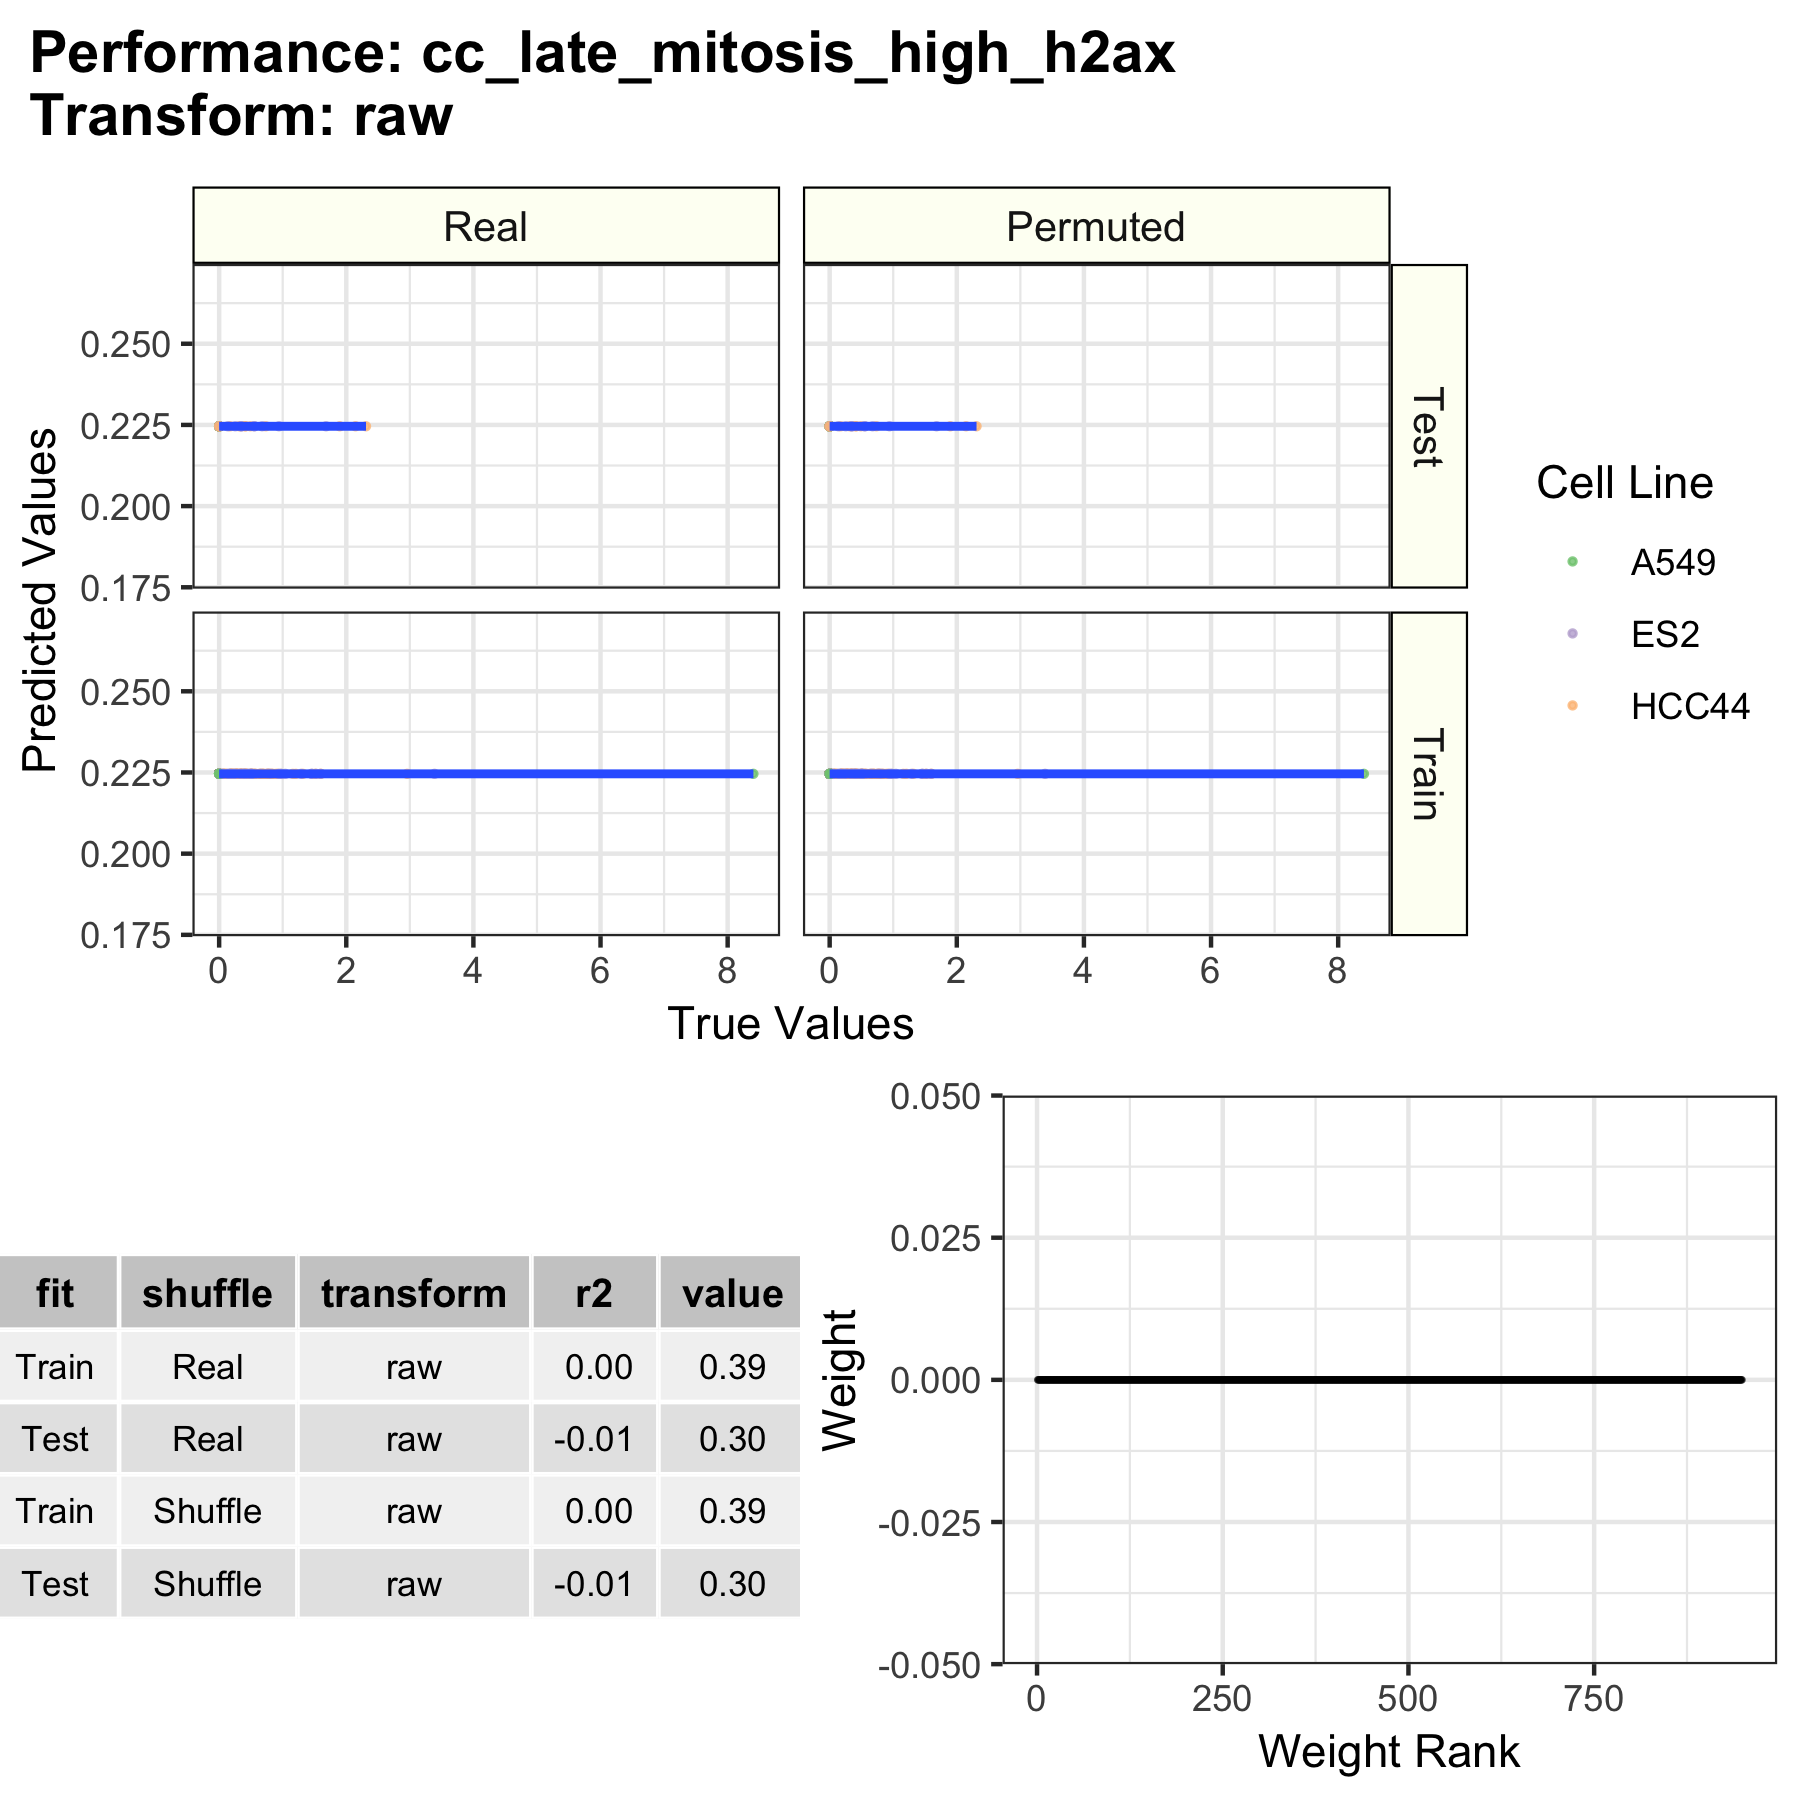 Performance: cc_late_mitosis_high_h2ax
Transform: raw
Real
Permuted
Predicted Values
0.250
0.225
0.200
0.175
Test
0.250
0.225
0.200
0.175
Train
0 2 4 6 8
0 2 4 6 8
True Values
Cell Line
A549
ES2
HCC44
fit shuffle transform r2 value
Train Real raw 0.00 0.39
Test Real raw -0.01 0.30
Train Shuffle raw 0.00 0.39
Test Shuffle raw -0.01 0.30
Weight
0.050
0.025
0.000
-0.025
-0.050
0 250 500 750
Weight Rank